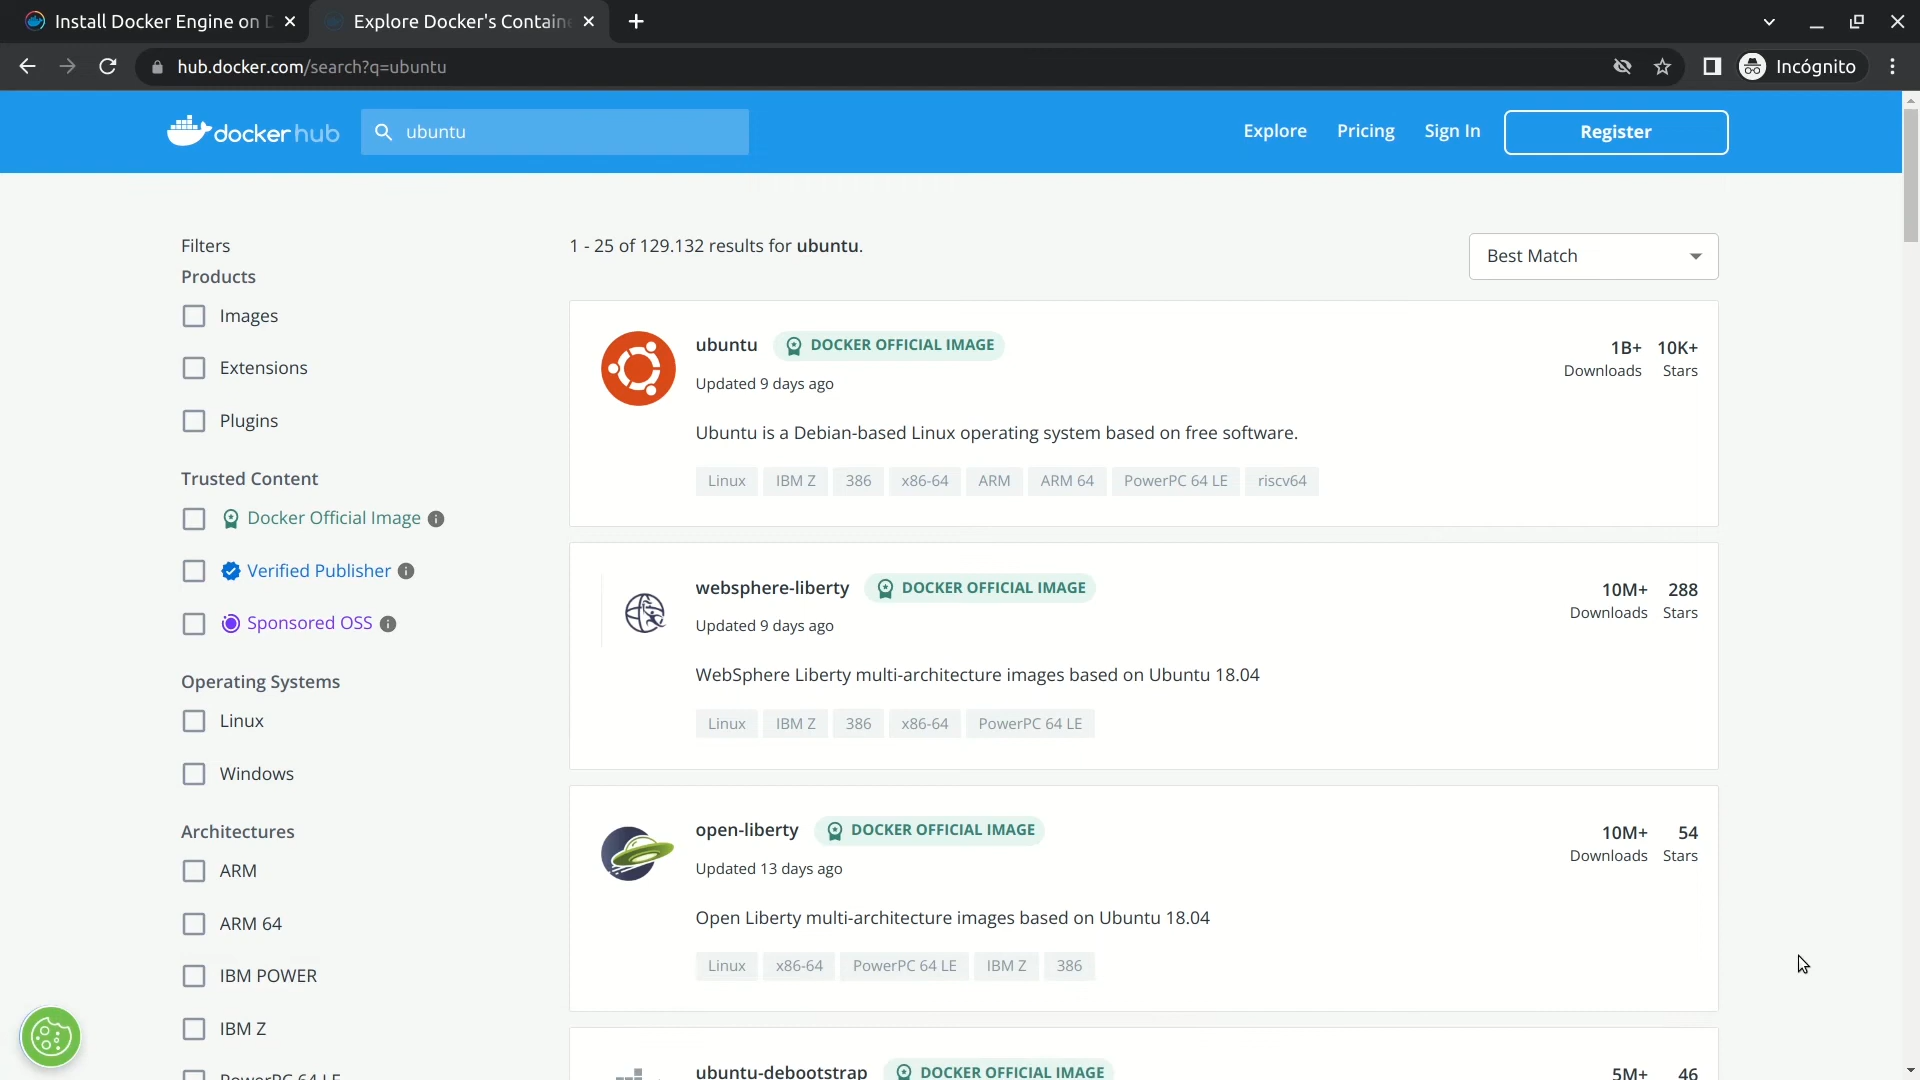 Install Docker Engine on D
Explore Docker's Containe
hub.docker.com/search?q=ubuntu
Incógnito
docker hub
ubuntu
Explore
Pricing
Sign In
Register
Filters
Products
Images
Extensions
Plugins
Trusted Content
Docker Official Image
Verified Publisher
Sponsored OSS
Operating Systems
Linux
Windows
Architectures
ARM
ARM 64
IBM POWER
IBM Z
PowerPC 64 LE
1 - 25 of 129.132 results for ubuntu.
Best Match
ubuntu DOCKER OFFICIAL IMAGE
1B+ 10K+
Downloads Stars
Updated 9 days ago
Ubuntu is a Debian-based Linux operating system based on free software.
Linux IBM Z 386 x86-64 ARM ARM 64 PowerPC 64 LE riscv64
websphere-liberty DOCKER OFFICIAL IMAGE
10M+ 288
Downloads Stars
Updated 9 days ago
WebSphere Liberty multi-architecture images based on Ubuntu 18.04
Linux IBM Z 386 x86-64 PowerPC 64 LE
open-liberty DOCKER OFFICIAL IMAGE
10M+ 54
Downloads Stars
Updated 13 days ago
Open Liberty multi-architecture images based on Ubuntu 18.04
Linux x86-64 PowerPC 64 LE IBM Z 386
ubuntu-debootstrap DOCKER OFFICIAL IMAGE
5M+ 46